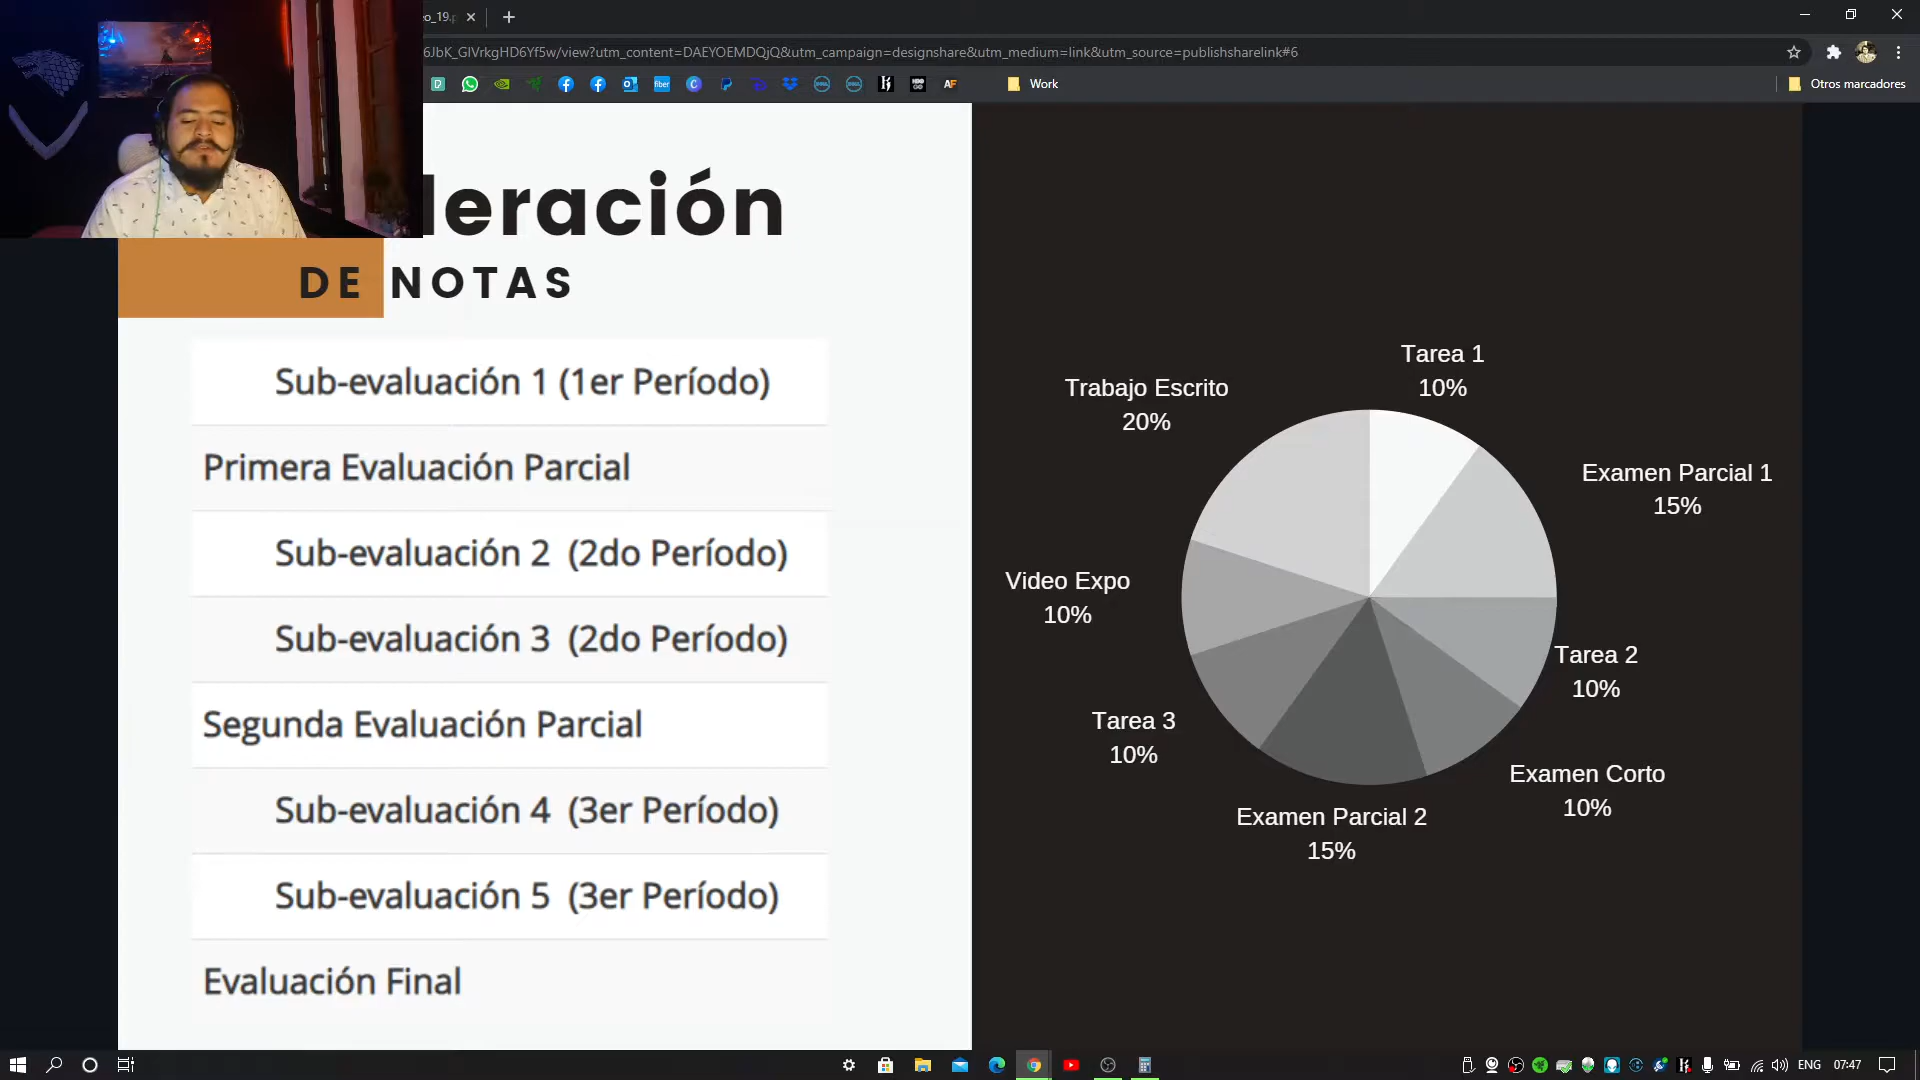 o_19.p
6JbK_GlVrkgHD6Yf5w/view?utm_content=DAEYOEMDQjQ&utm_campaign=designshare&utm_medium=link&utm_source=publishsharelink#6
fiber
AF
Work
Otros marcadores
deración
DE NOTAS
Sub-evaluación 1 (1er Período)
Primera Evaluación Parcial
Sub-evaluación 2 (2do Período)
Sub-evaluación 3 (2do Período)
Segunda Evaluación Parcial
Sub-evaluación 4 (3er Período)
Sub-evaluación 5 (3er Período)
Evaluación Final
Tarea 1
10%
Trabajo Escrito
20%
Examen Parcial 1
15%
Video Expo
10%
Tarea 2
10%
Tarea 3
10%
Examen Corto
10%
Examen Parcial 2
15%
ENG
07:47